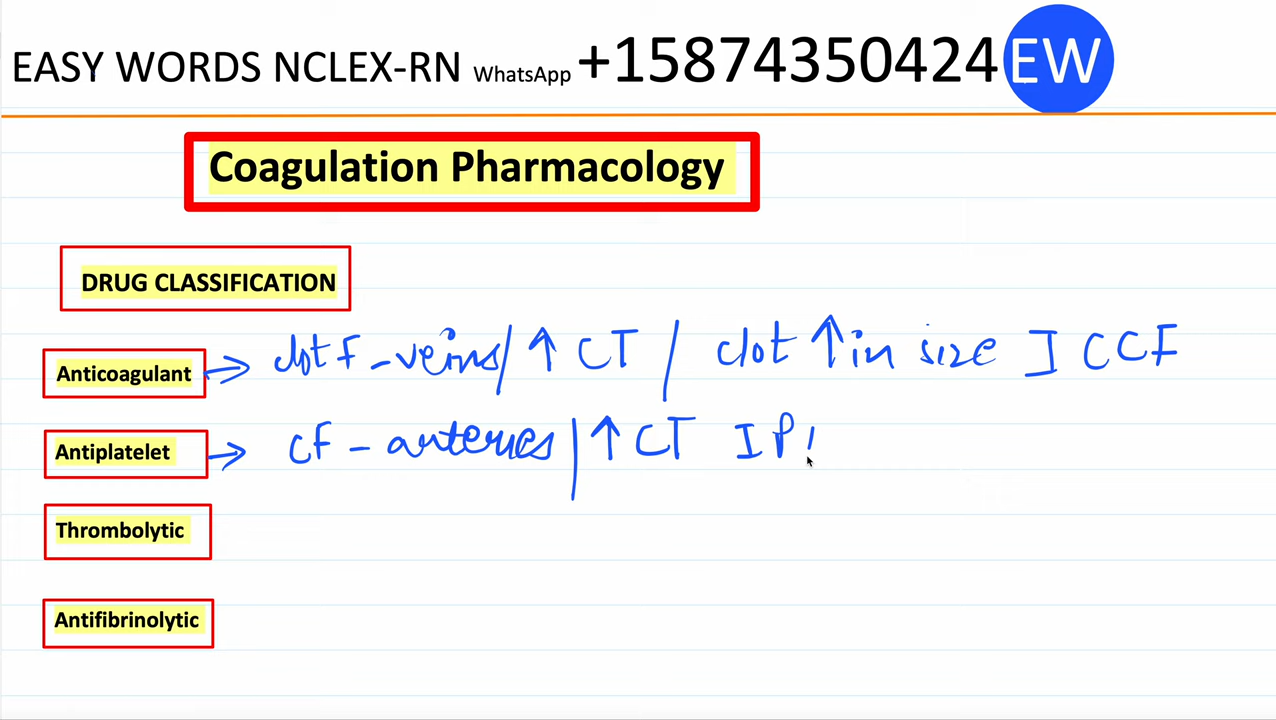 EASY WORDS NCLEX-RN WhatsApp +15874350424 EW
Coagulation Pharmacology
DRUG CLASSIFICATION
Anticoagulant → clot F - veins / ↑ CT / clot ↑ in size I CCF
Antiplatelet → CF - arteries | ↑ CT I P
Thrombolytic
Antifibrinolytic